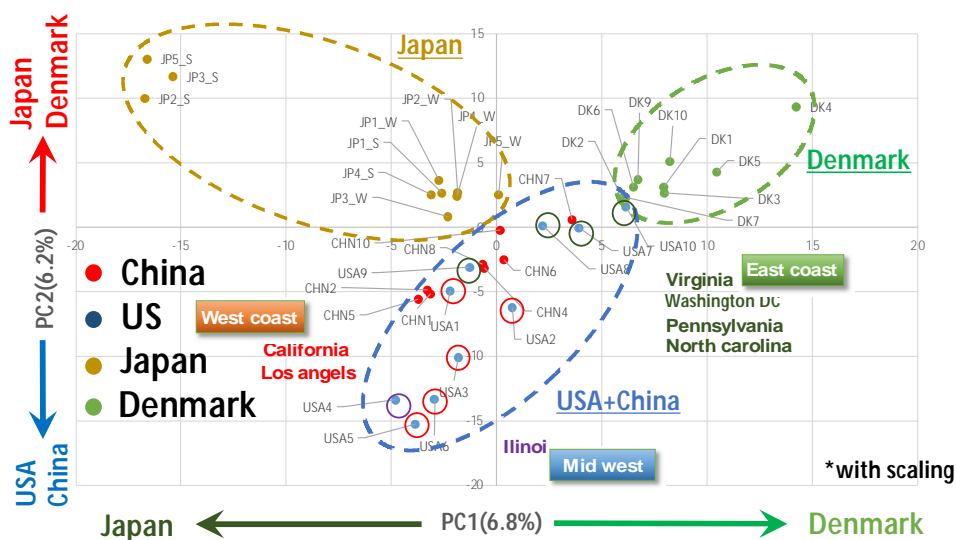 15
Japan
Denmark
Japan
JP5_S
JP3_S
JP2_S
10
JP2_W
JP4_W
JP1_W
JP5_W
JP1_S
JP4_S
JP3_W
5
DK9
DK6
DK10
DK4
DK2
DK1
DK5
Denmark
DK3
DK7
CHN7
-20
-15
-10
-5
0
5
10
15
20
CHN10
CHN8
USA9
CHN6
USA7
USA10
USA8
CHN2
CHN5
CHN1
USA1
CHN4
USA2
-5
PC2(6.2%)
China
US
Japan
Denmark
West coast
California
Los angels
East coast
Virginia
Washington DC
Pennsylvania
North carolina
-10
USA3
USA4
USA5
USA6
USA+China
-15
Ilinoi
Mid west
-20
USA
China
*with scaling
Japan
PC1(6.8%)
Denmark